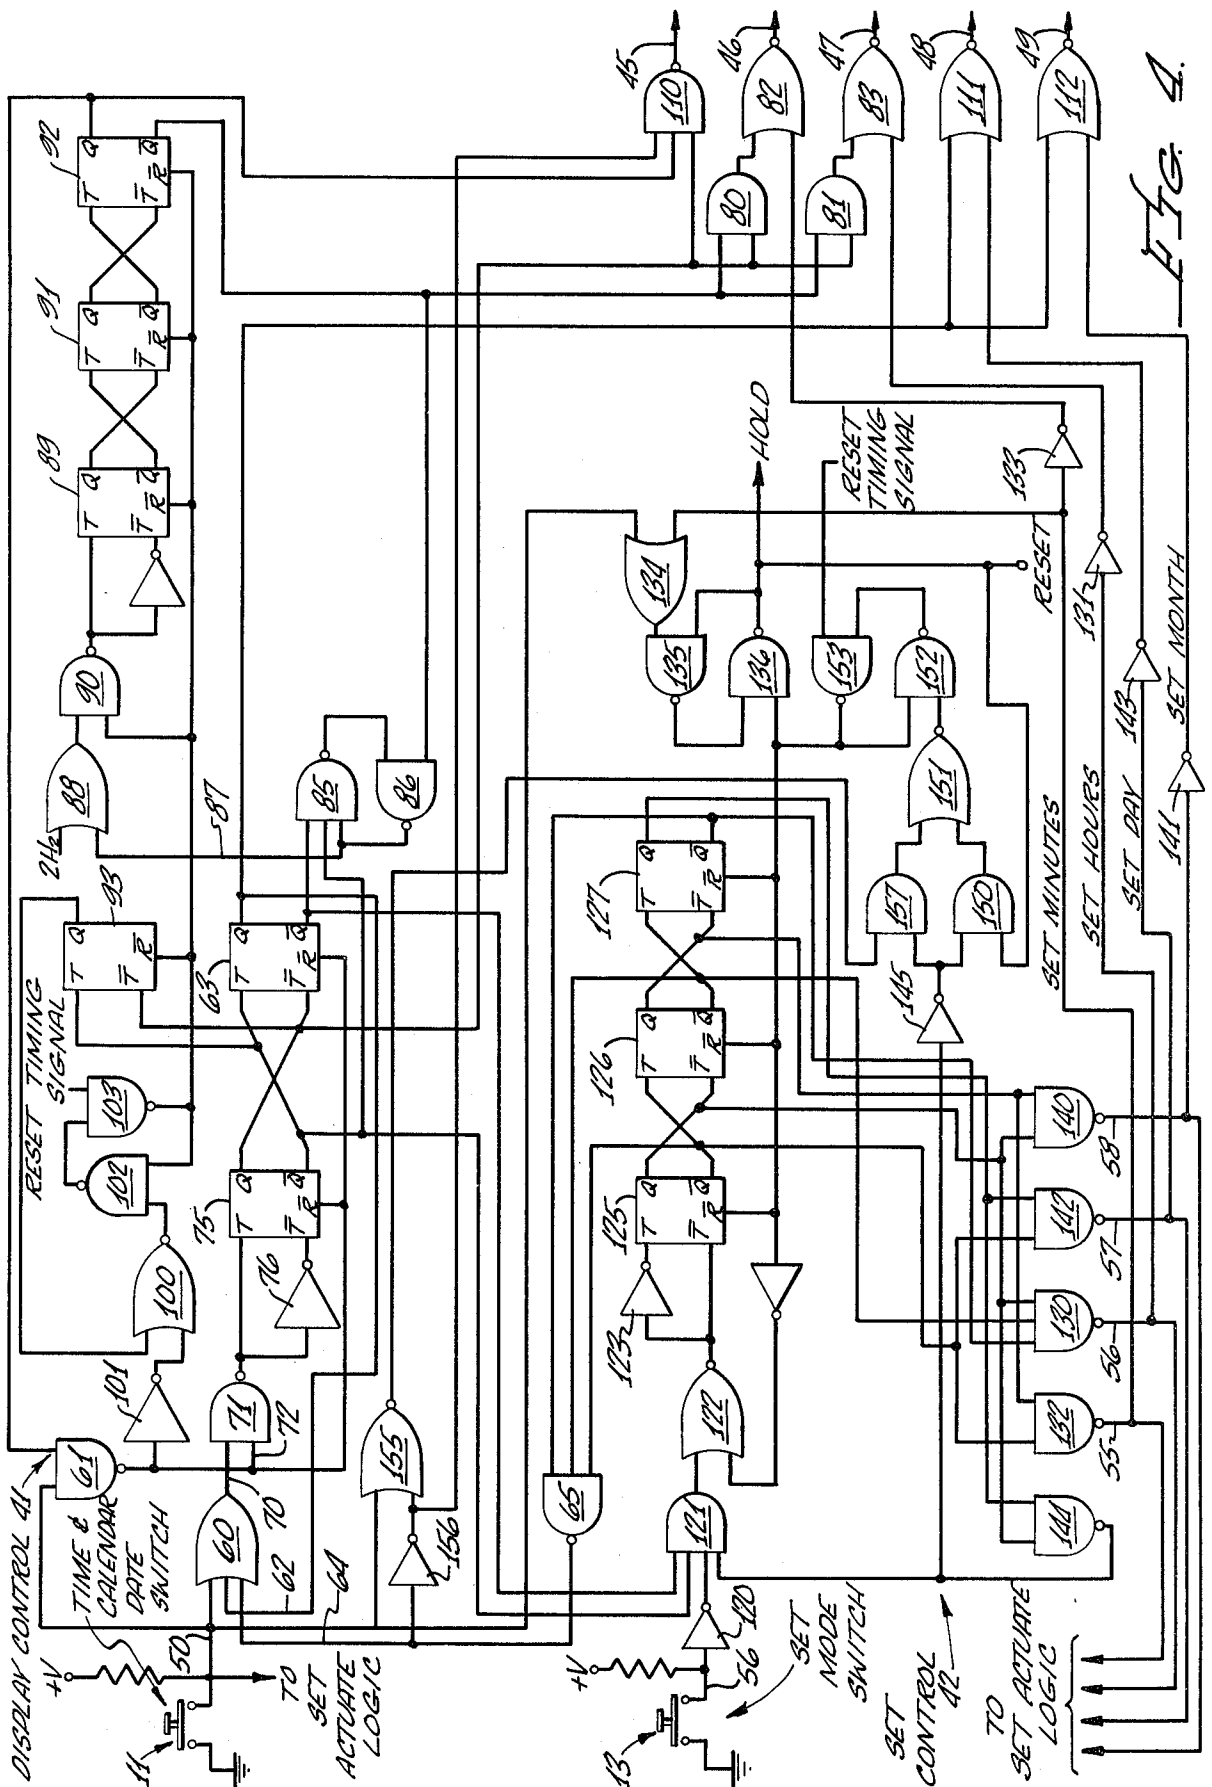 FIG. 4.
DISPLAY CONTROL 41
TIME &
CALENDAR
DATE
SWITCH
+V
11
50
TO
SET
ACTUATE
LOGIC
60
61
62
64
70
71
72
101
100
102
103
RESET TIMING
SIGNAL
75
T Q
T Q
R
76
63
T Q
T Q
R
93
T Q
T
R
2Hz
88
87
90
85
86
89
T Q
T Q
R
91
T Q
T Q
R
92
T Q
T Q
R
155
156
65
13
+V
56
SET
MODE
SWITCH
120
121
122
123
125
T Q
T Q
R
126
T Q
T Q
R
127
T Q
T Q
R
134
135
136
HOLD
RESET
TIMING
SIGNAL
153
152
151
157
150
145
RESET
SET
CONTROL
42
TO
SET ACTUATE
LOGIC
144
132
130
142
140
55
56
57
58
SET MINUTES
SET HOURS
SET DAY
SET MONTH
133
131
143
141
80
81
110
82
83
111
112
45
46
47
48
49